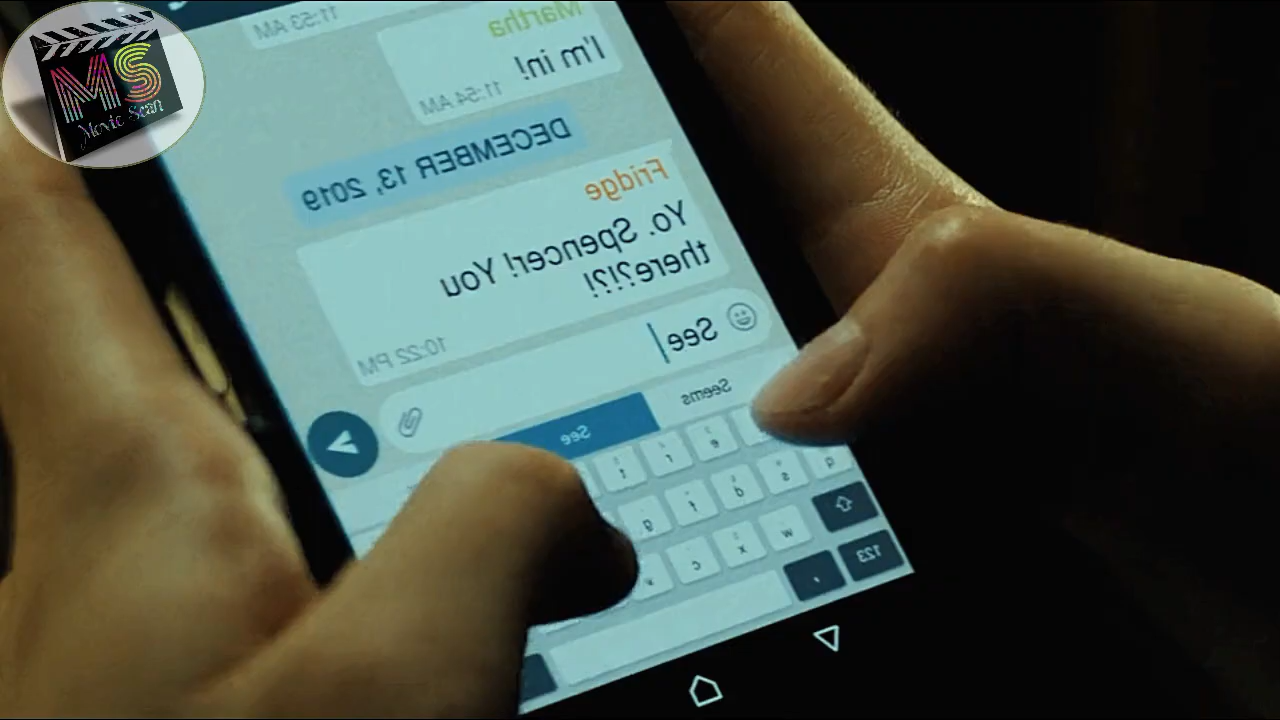 MS
Movie Scan
11:53 AM
Martha
I'm in!
11:54 AM
DECEMBER 13, 2019
Fridge
Yo. Spencer! You
there?!?!
10:22 PM
See
Seems
See
e r t
s d f g
w x c v
123 ,